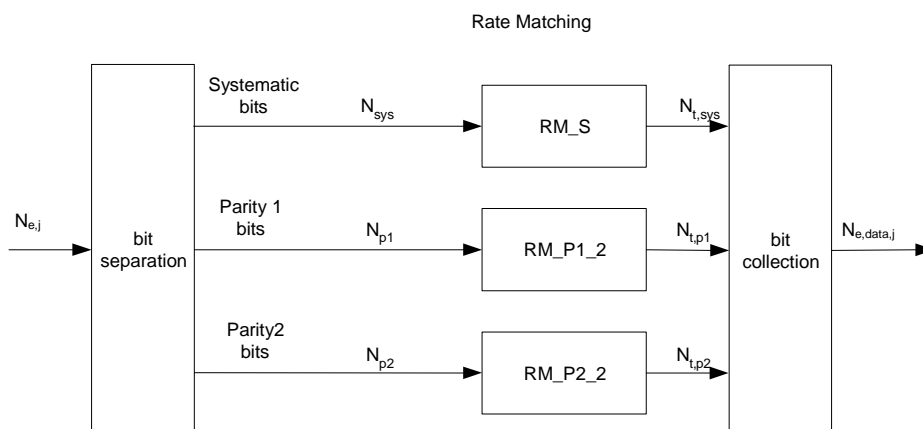 Rate Matching
Systematic
bits
N_sys
RM_S
N_t,sys
N_e,j
bit
separation
Parity 1
bits
N_p1
RM_P1_2
N_t,p1
bit
collection
N_e,data,j
Parity2
bits
N_p2
RM_P2_2
N_t,p2